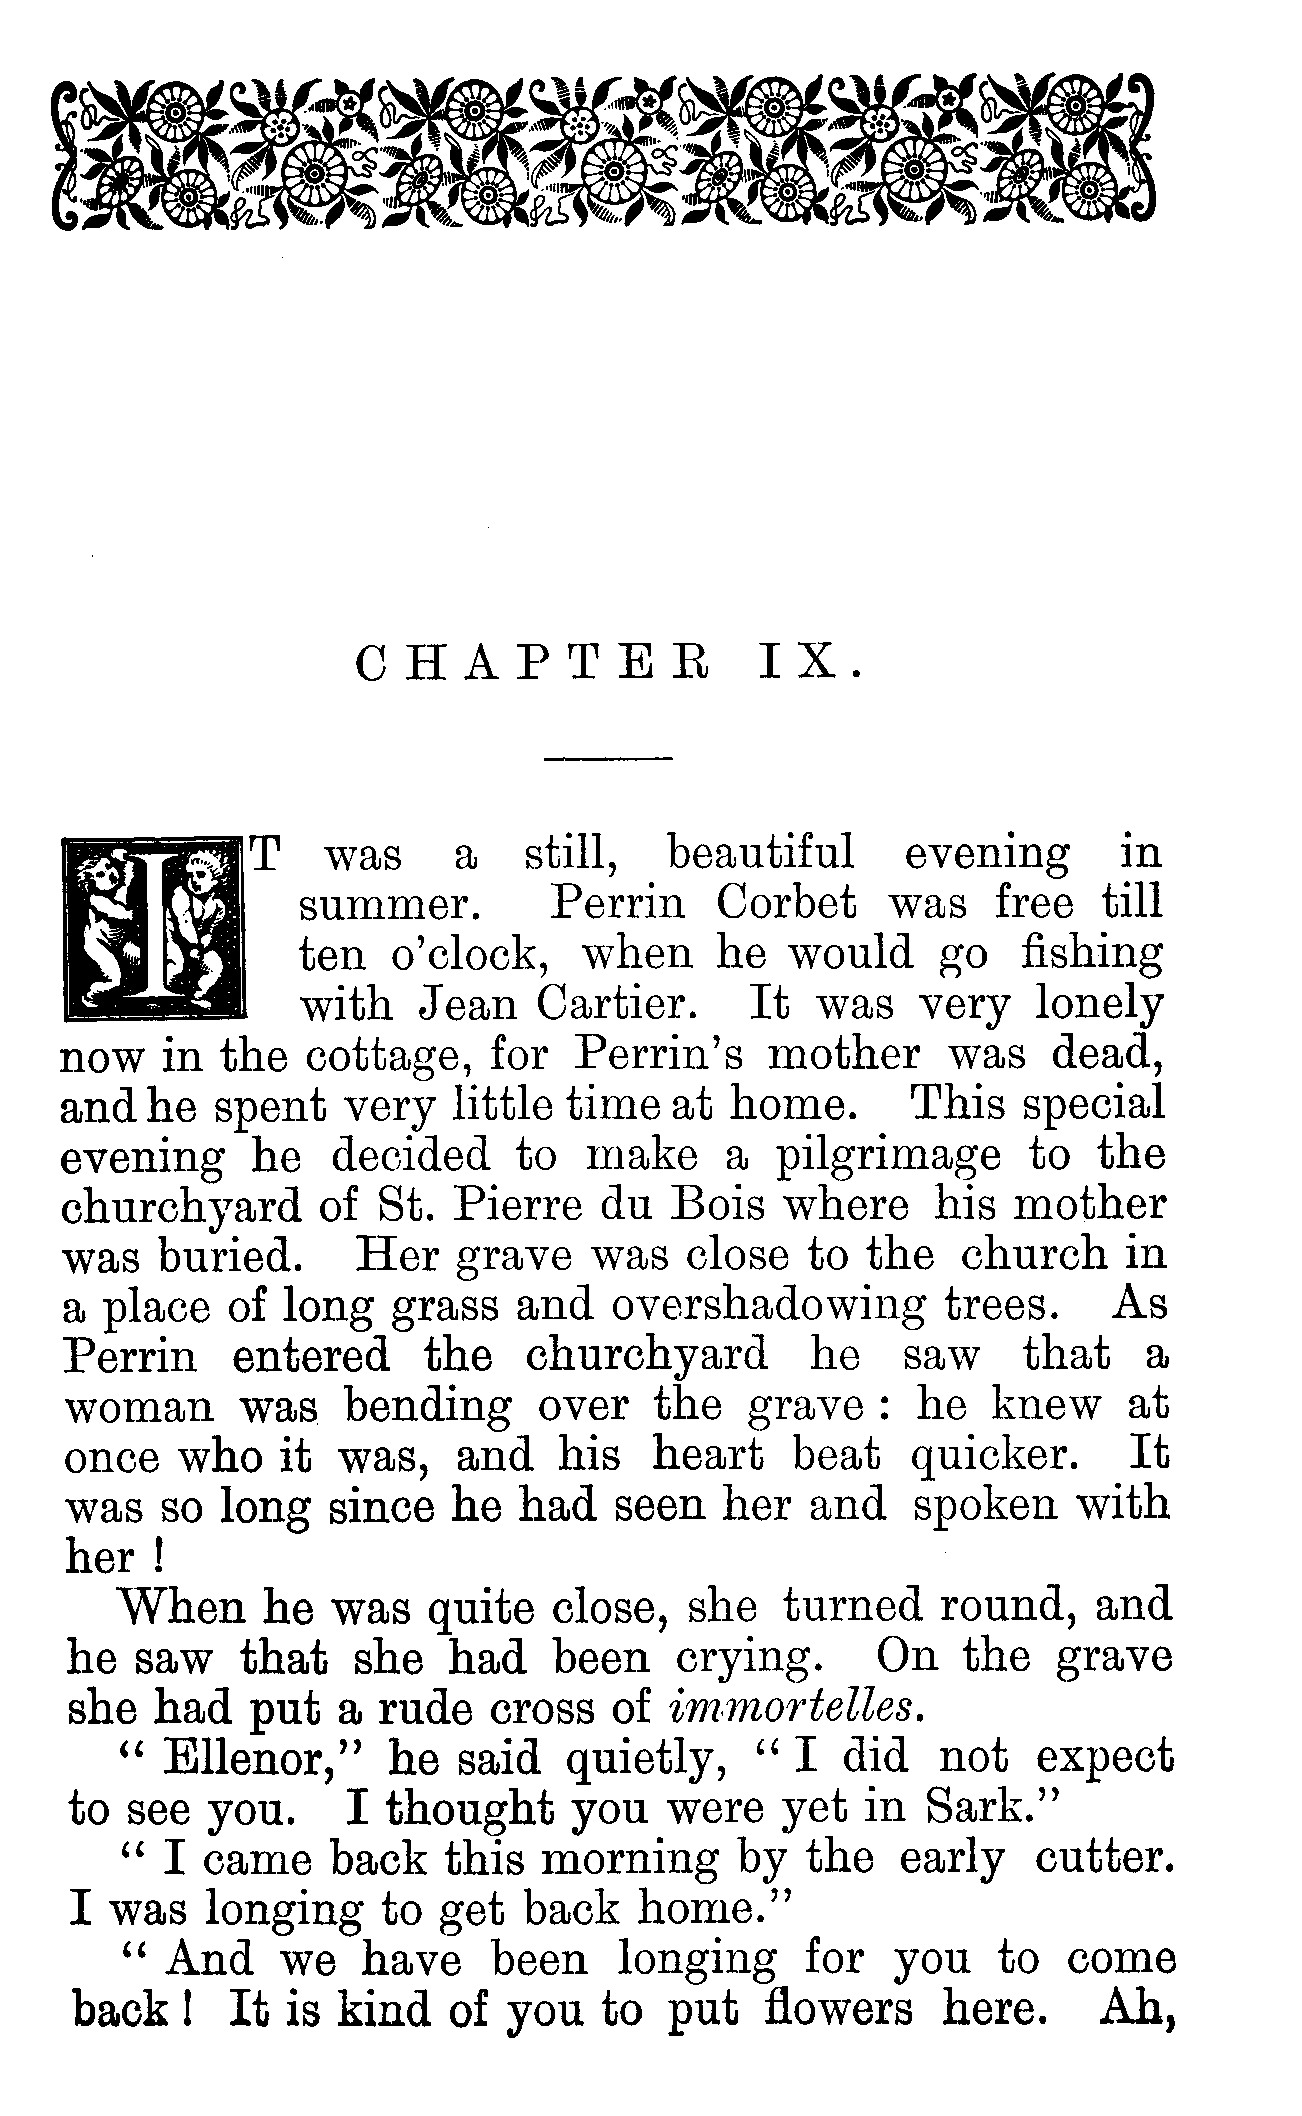 CHAPTER IX.
IT was a still, beautiful evening in
summer. Perrin Corbet was free till
ten o'clock, when he would go fishing
with Jean Cartier. It was very lonely
now in the cottage, for Perrin's mother was dead,
and he spent very little time at home. This special
evening he decided to make a pilgrimage to the
churchyard of St. Pierre du Bois where his mother
was buried. Her grave was close to the church in
a place of long grass and overshadowing trees. As
Perrin entered the churchyard he saw that a
woman was bending over the grave : he knew at
once who it was, and his heart beat quicker. It
was so long since he had seen her and spoken with
her !
When he was quite close, she turned round, and
he saw that she had been crying. On the grave
she had put a rude cross of immortelles.
" Ellenor," he said quietly, " I did not expect
to see you. I thought you were yet in Sark."
" I came back this morning by the early cutter.
I was longing to get back home."
" And we have been longing for you to come
back ! It is kind of you to put flowers here. Ah,